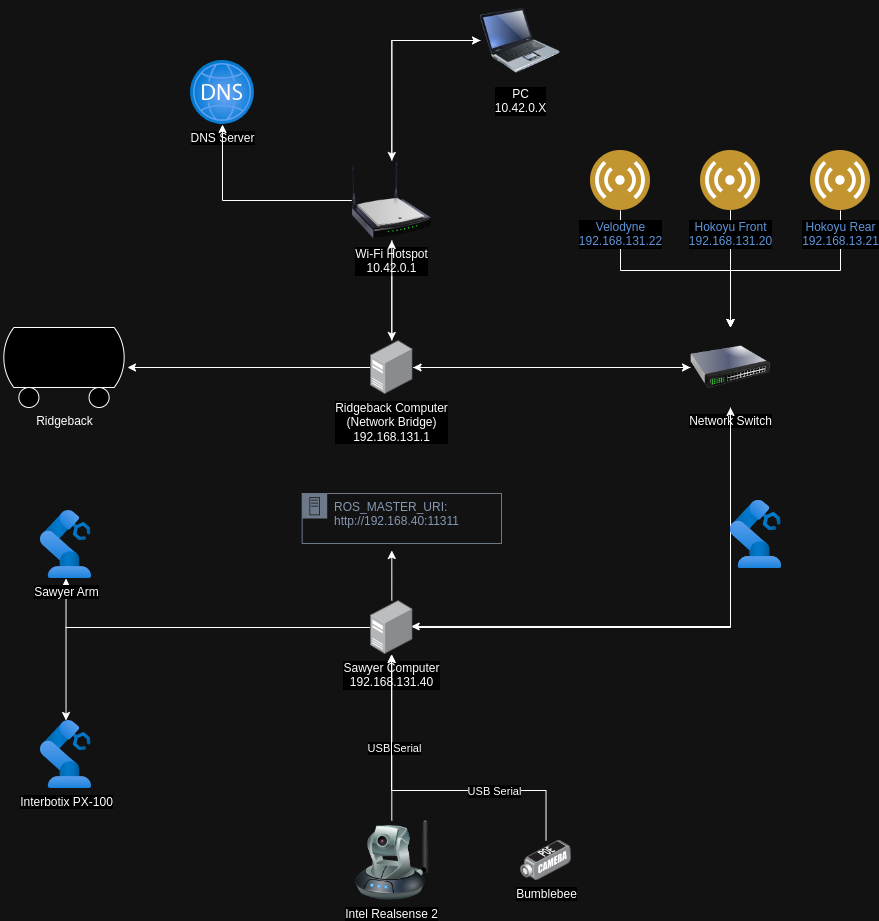 PC
10.42.0.X
DNS
DNS Server
Wi-Fi Hotspot
10.42.0.1
Velodyne
192.168.131.22
Hokoyu Front
192.168.131.20
Hokoyu Rear
192.168.13.21
Ridgeback
Ridgeback Computer
(Network Bridge)
192.168.131.1
Network Switch
ROS_MASTER_URI:
http://192.168.40:11311
Sawyer Arm
Sawyer Computer
192.168.131.40
USB Serial
USB Serial
Interbotix PX-100
PGE
CAMERA
Bumblebee
Intel Realsense 2